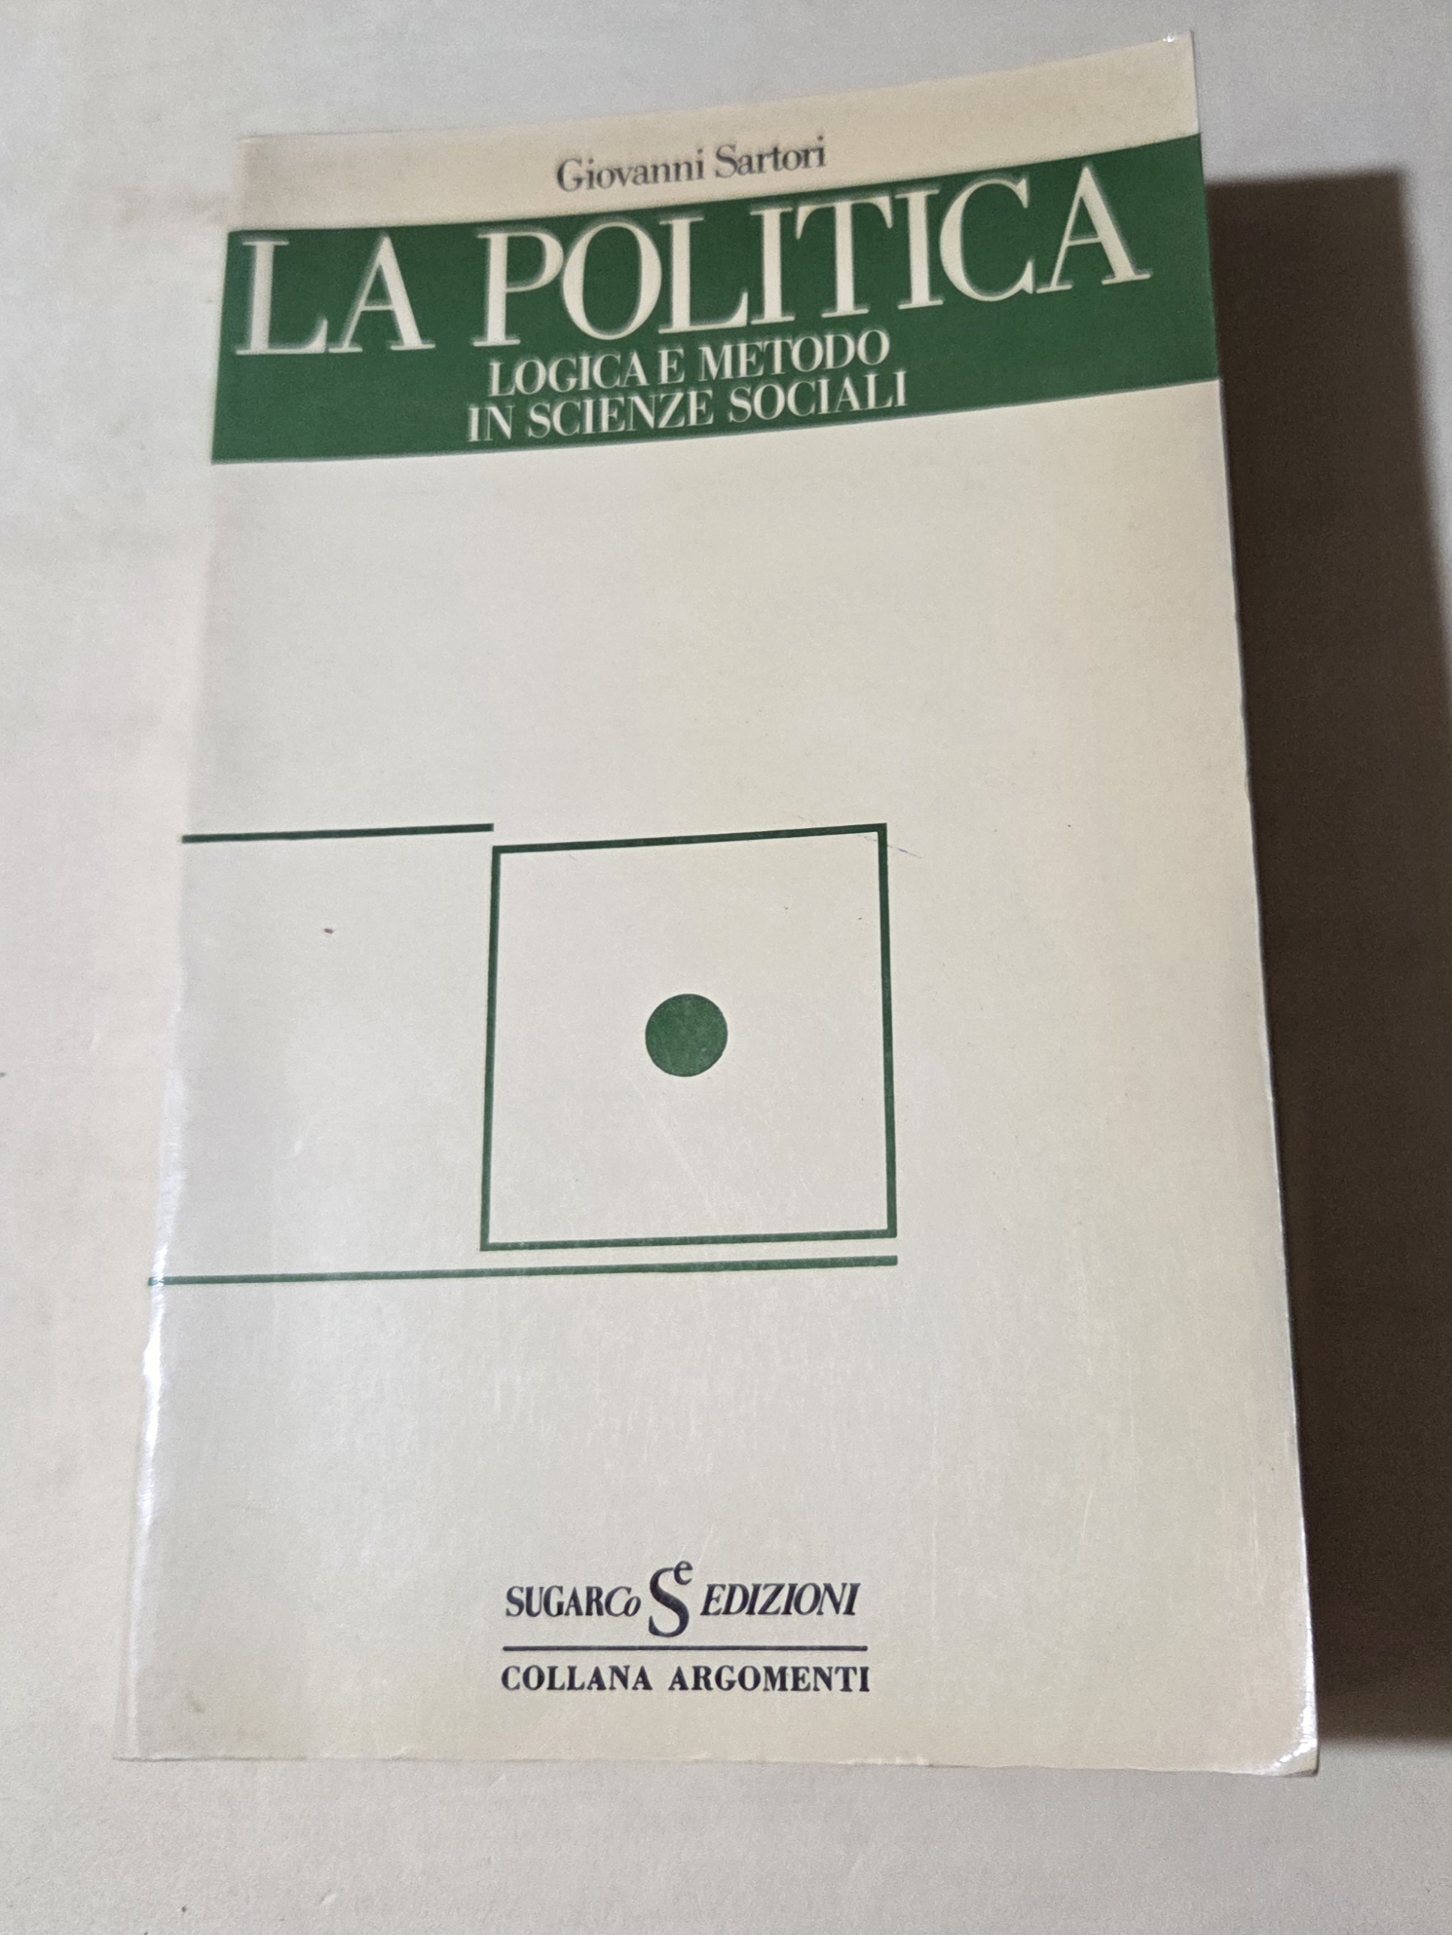 Giovanni Sartori
LA POLITICA
LOGICA E METODO
IN SCIENZE SOCIALI
SUGARCo Se EDIZIONI
COLLANA ARGOMENTI